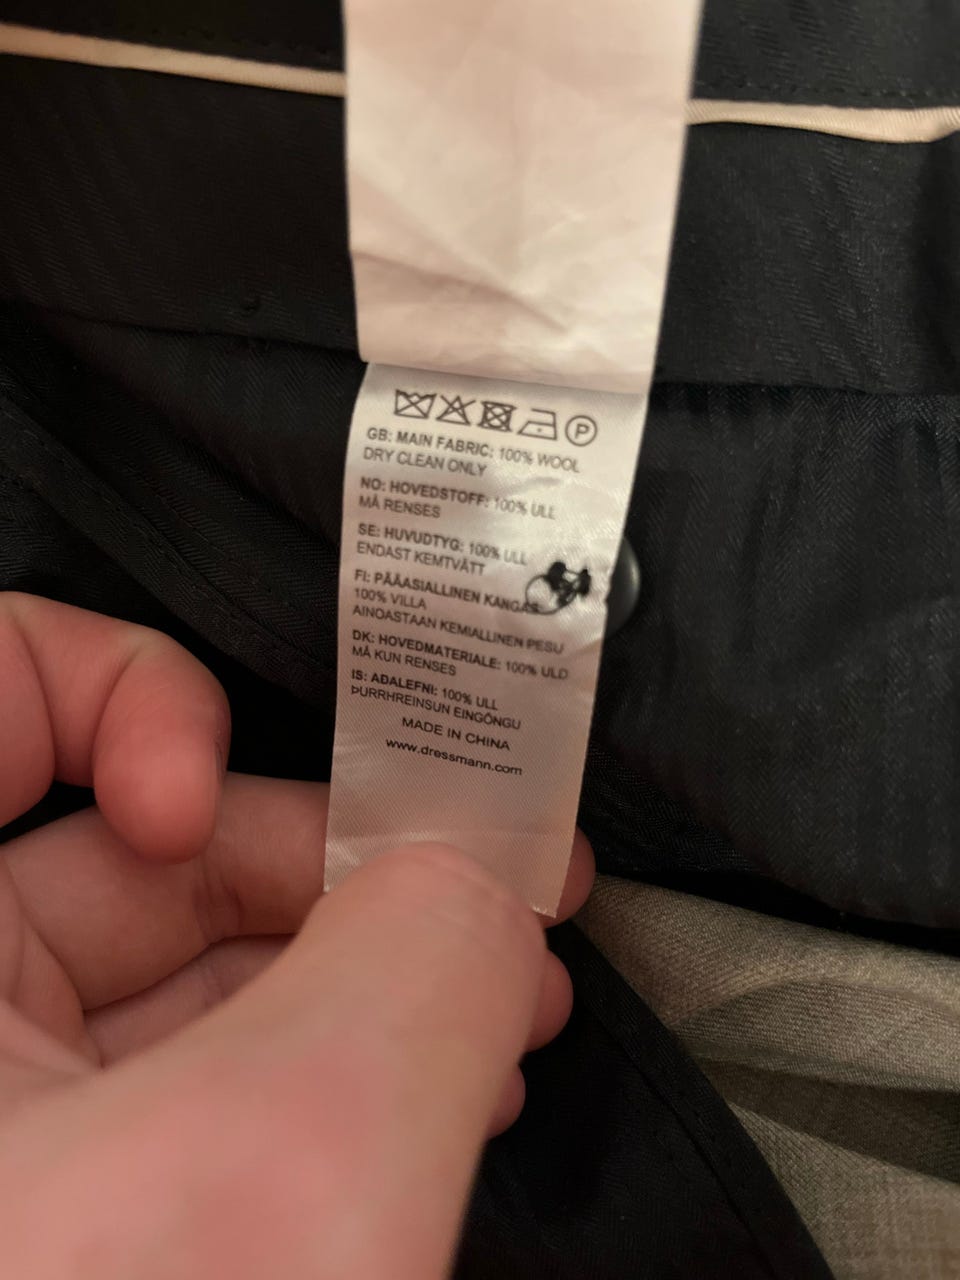 P
GB: MAIN FABRIC: 100% WOOL
DRY CLEAN ONLY
NO: HOVEDSTOFF: 100% ULL
MÅ RENSES
SE: HUVUDTYG: 100% ULL
ENDAST KEMTVÄTT
FI: PÄÄASIALLINEN KANGAS
100% VILLA
AINOASTAAN KEMIALLINEN PESU
DK: HOVEDMATERIALE: 100% ULD
MÅ KUN RENSES
IS: AÐALEFNI: 100% ULL
ÞURRHREINSUN EINGÖNGU
MADE IN CHINA
www.dressmann.com